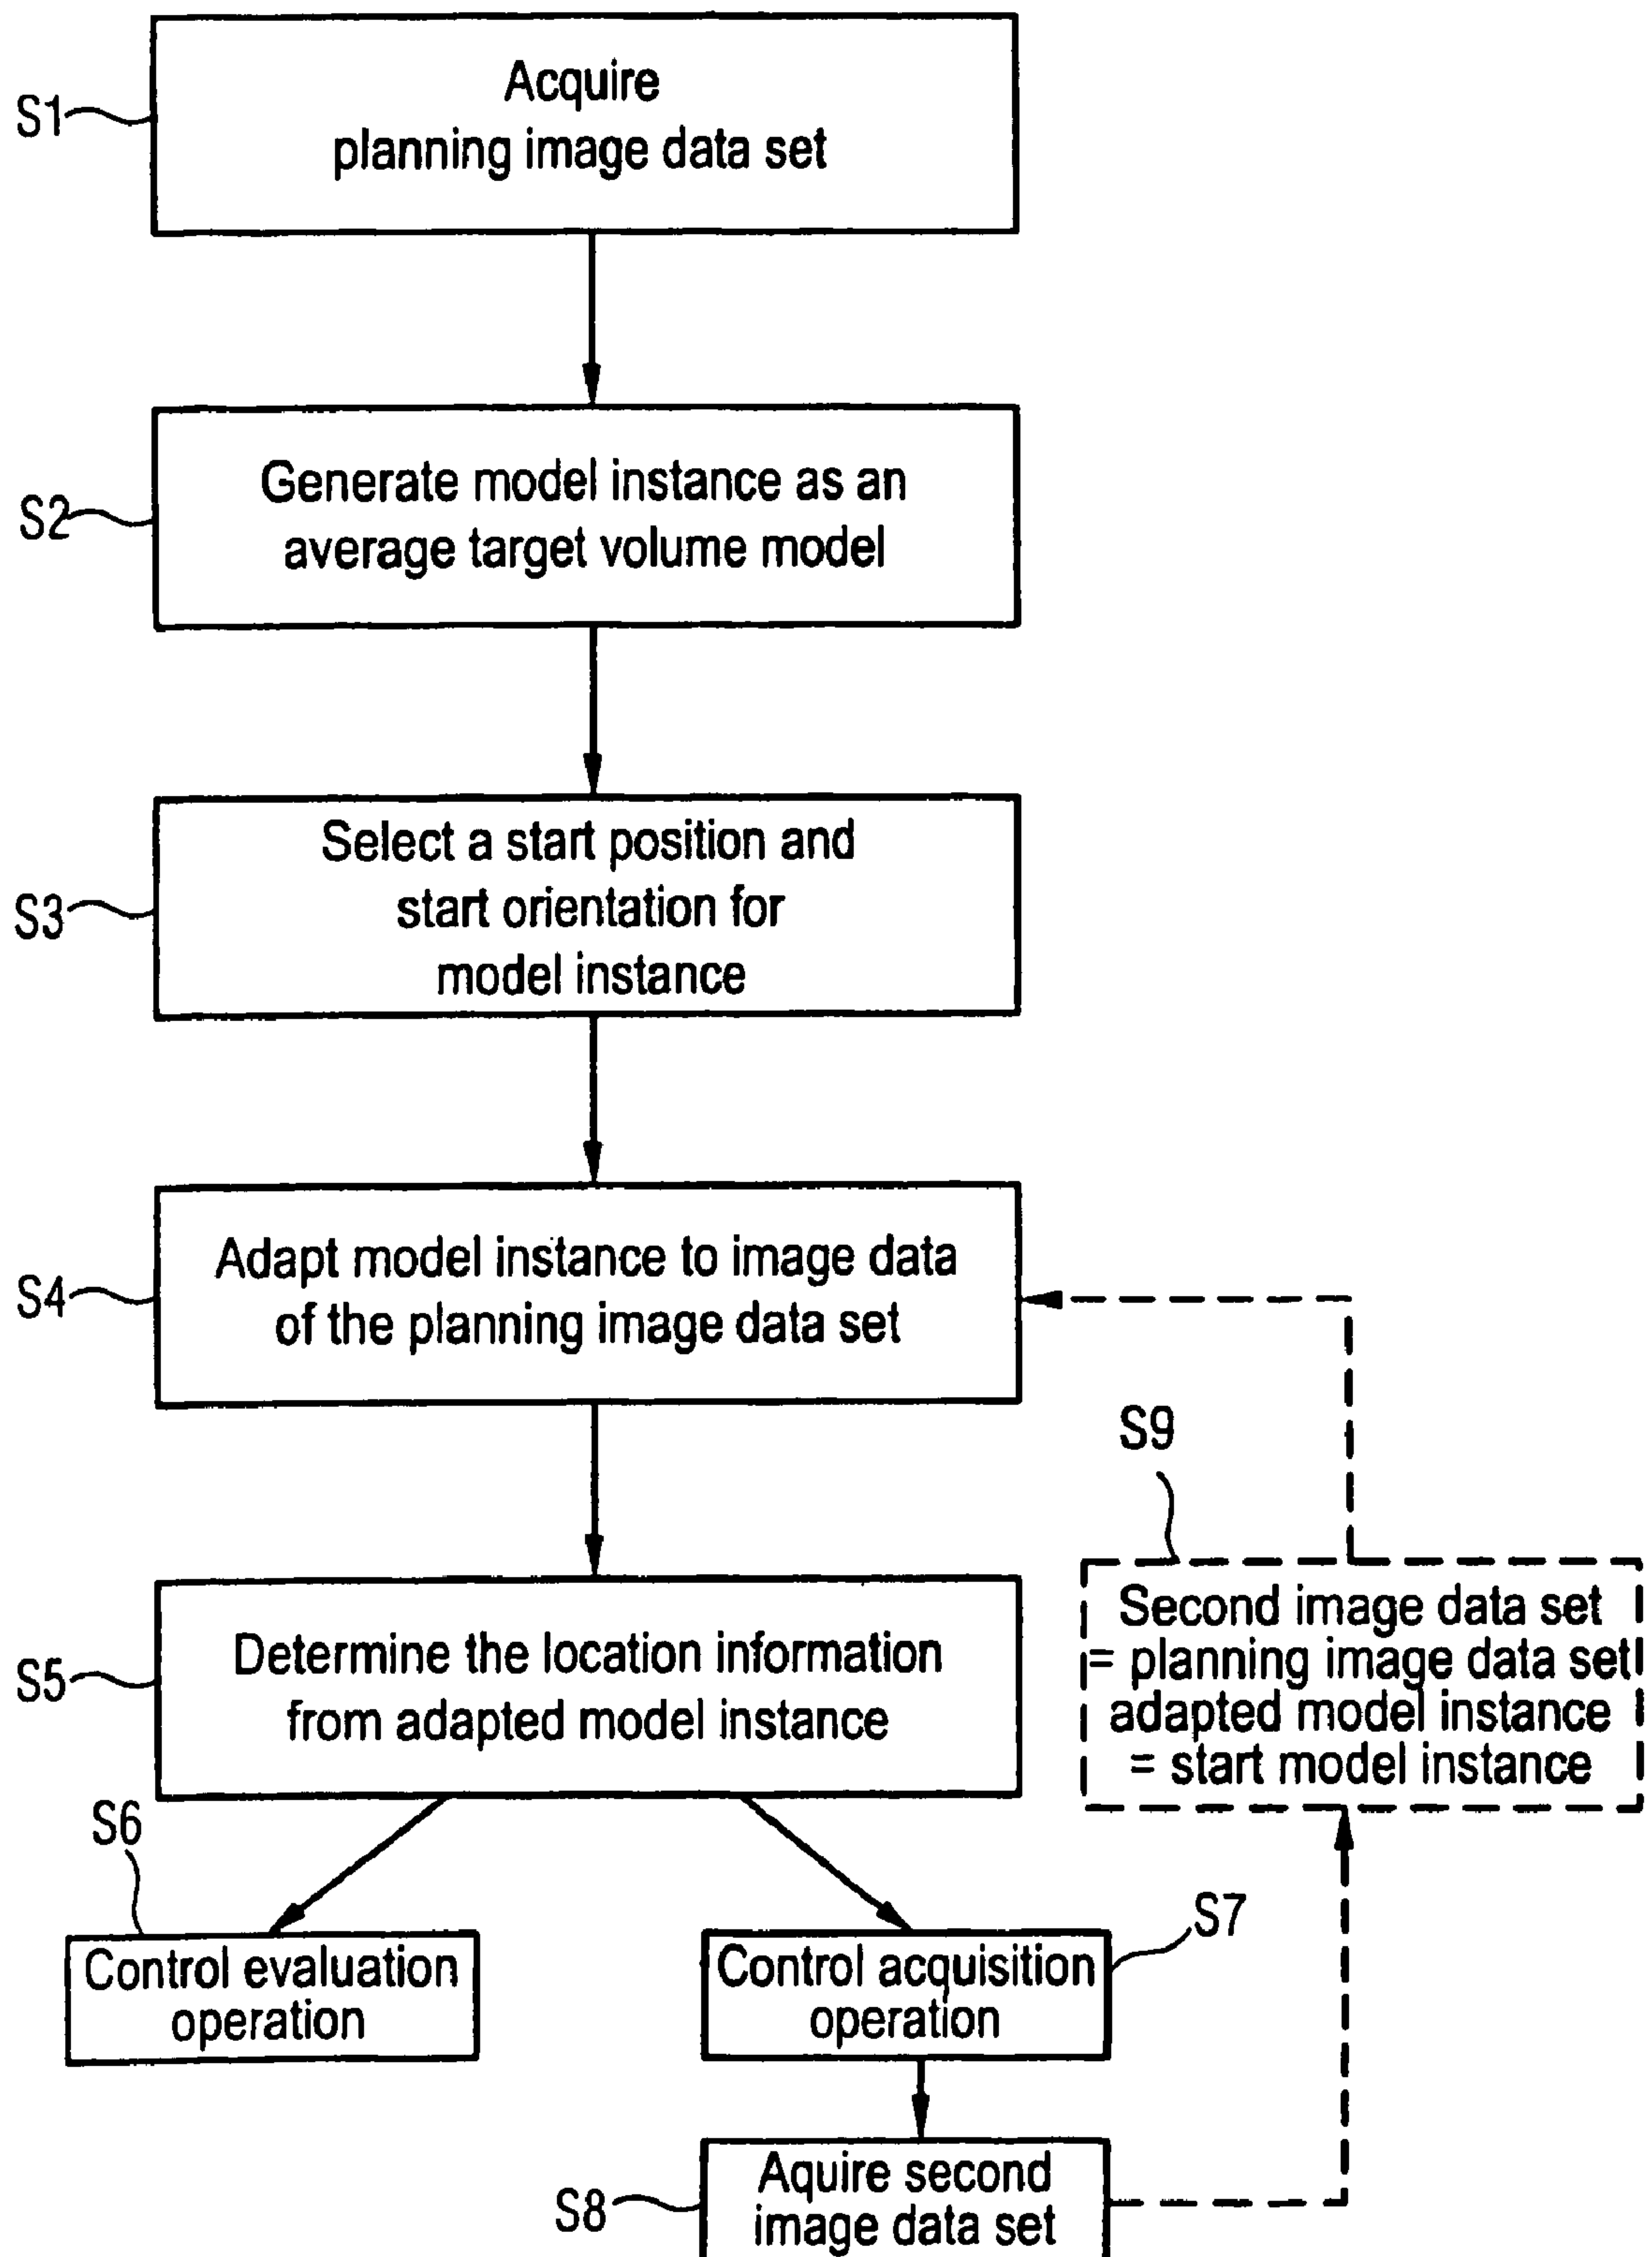 S1
Acquire
planning image data set
S2
Generate model instance as an
average target volume model
S3
Select a start position and
start orientation for
model instance
S4
Adapt model instance to image data
of the planning image data set
S5
Determine the location information
from adapted model instance
S9
Second image data set
= planning image data set
adapted model instance
= start model instance
S6
Control evaluation
operation
S7
Control acquisition
operation
S8
Aquire second
image data set